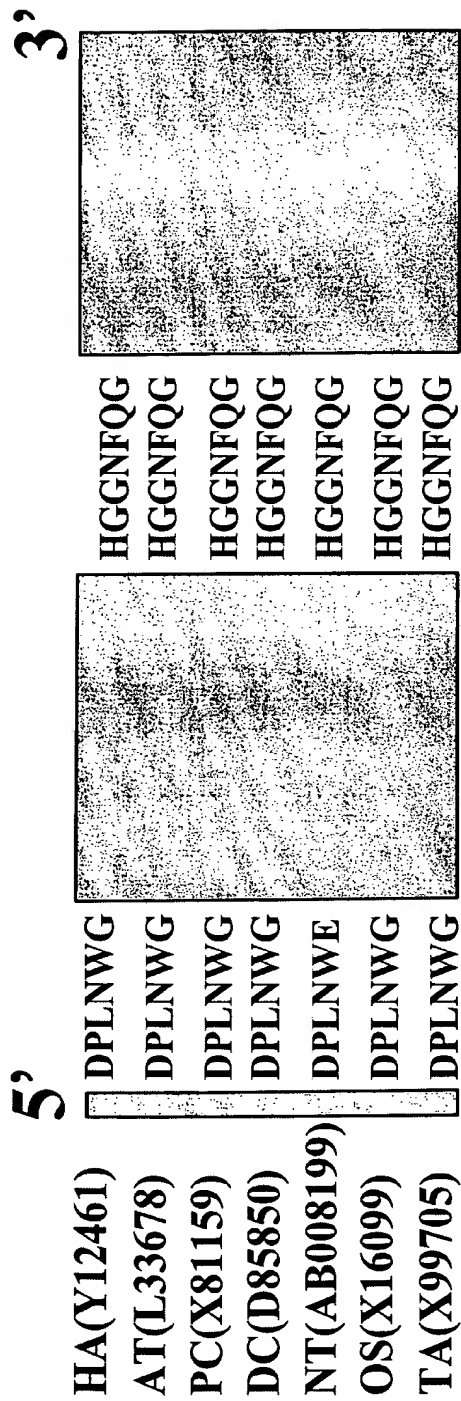 5’ 3’
HA(Y12461) DPLNWG HGGNFQG
AT(L33678) DPLNWG HGGNFQG
PC(X81159) DPLNWG HGGNFQG
DC(D85850) DPLNWG HGGNFQG
NT(AB008199) DPLNWE HGGNFQG
OS(X16099) DPLNWG HGGNFQG
TA(X99705) DPLNWG HGGNFQG